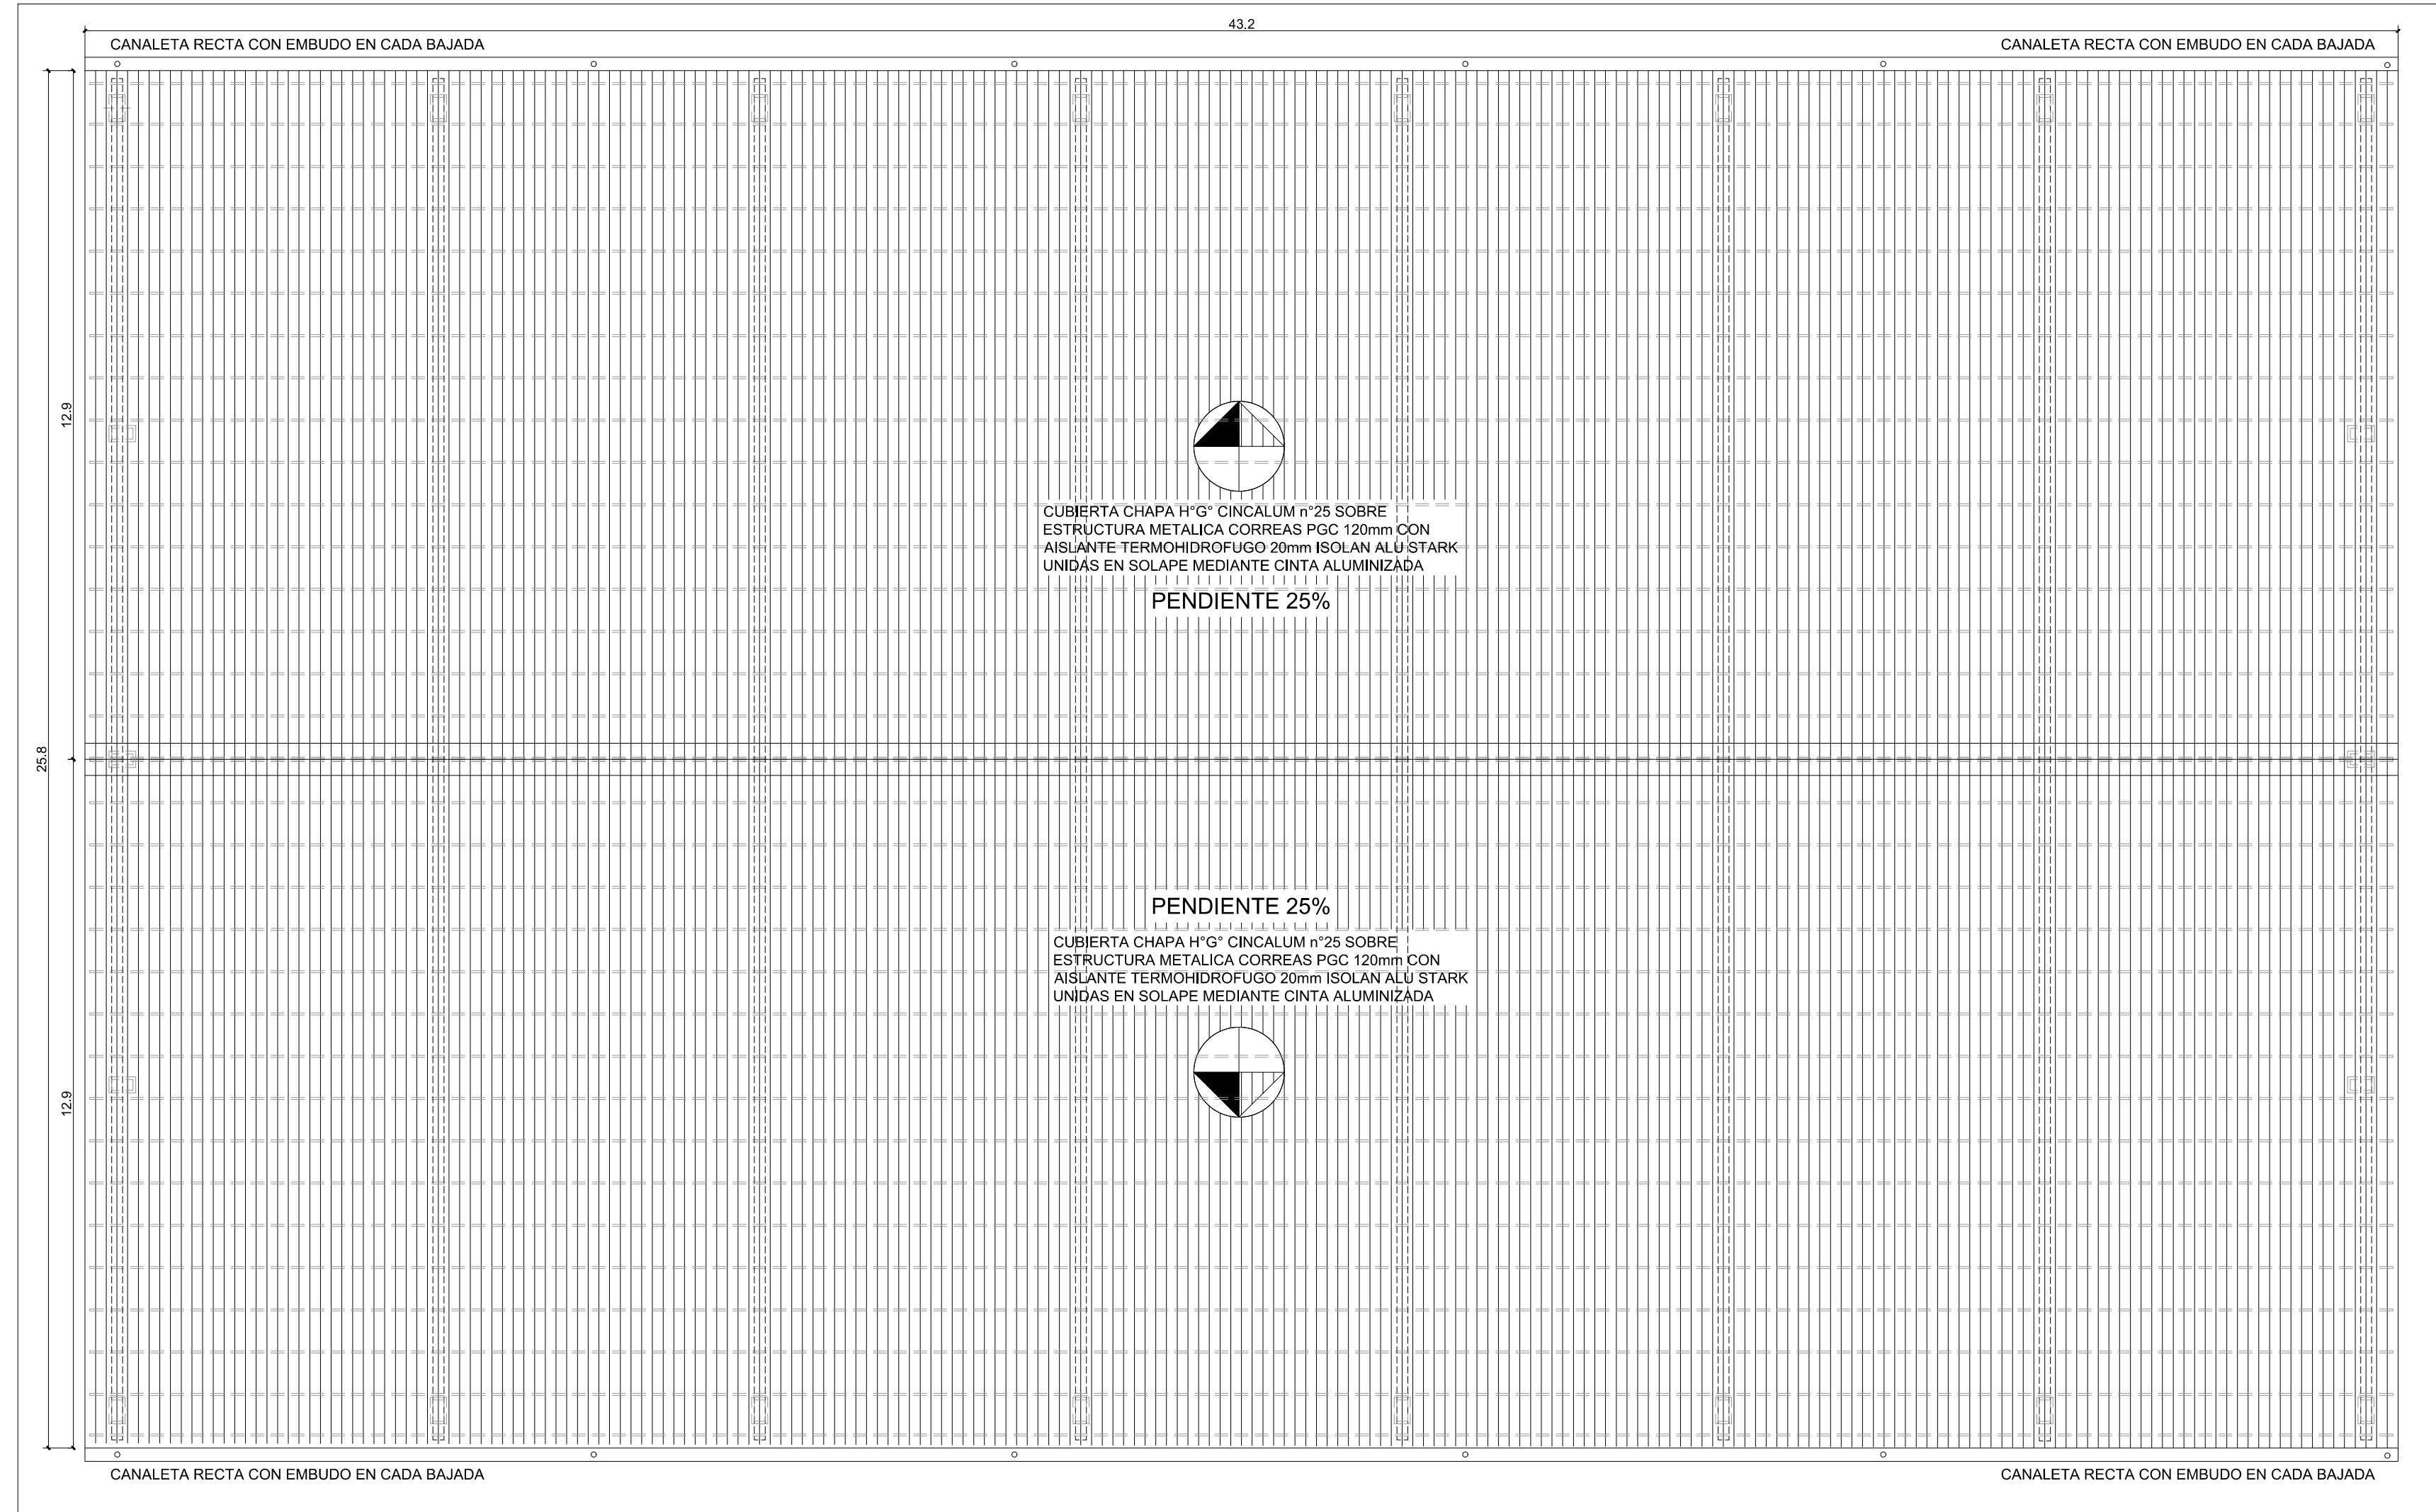 43.2
CANALETA RECTA CON EMBUDO EN CADA BAJADA
CANALETA RECTA CON EMBUDO EN CADA BAJADA
12.9
CUBIERTA CHAPA H°G° CINCALUM n°25 SOBRE
ESTRUCTURA METALICA CORREAS PGC 120mm CON
AISLANTE TERMOHIDROFUGO 20mm ISOLAN ALU STARK
UNIDAS EN SOLAPE MEDIANTE CINTA ALUMINIZADA
PENDIENTE 25%
25.8
PENDIENTE 25%
CUBIERTA CHAPA H°G° CINCALUM n°25 SOBRE
ESTRUCTURA METALICA CORREAS PGC 120mm CON
AISLANTE TERMOHIDROFUGO 20mm ISOLAN ALU STARK
UNIDAS EN SOLAPE MEDIANTE CINTA ALUMINIZADA
12.9
CANALETA RECTA CON EMBUDO EN CADA BAJADA
CANALETA RECTA CON EMBUDO EN CADA BAJADA